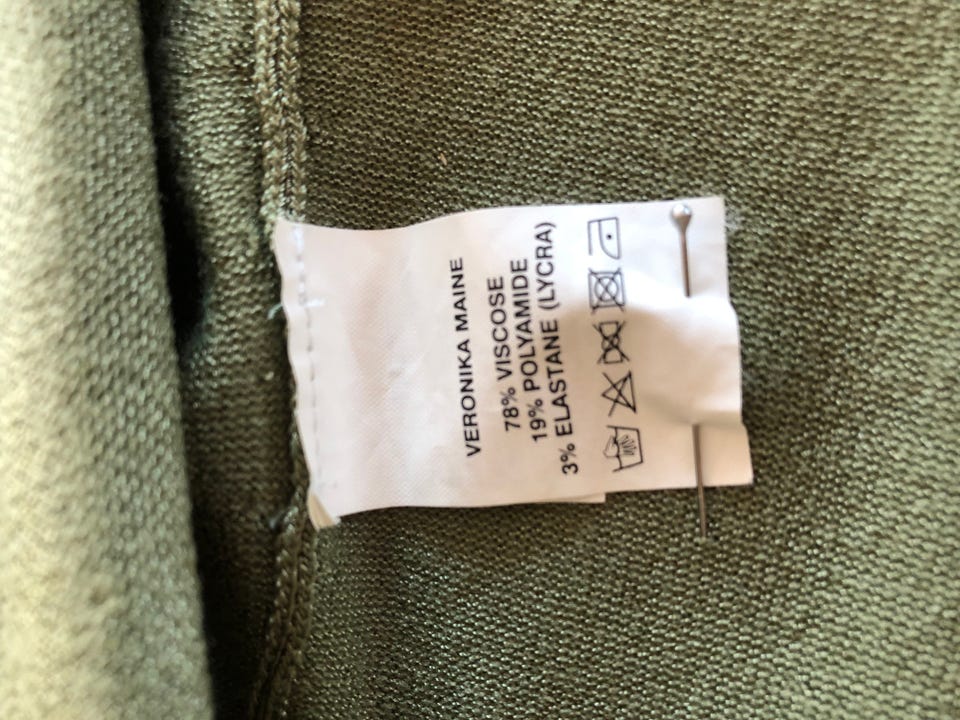 VERONIKA MAINE
78% VISCOSE
19% POLYAMIDE
3% ELASTANE (LYCRA)